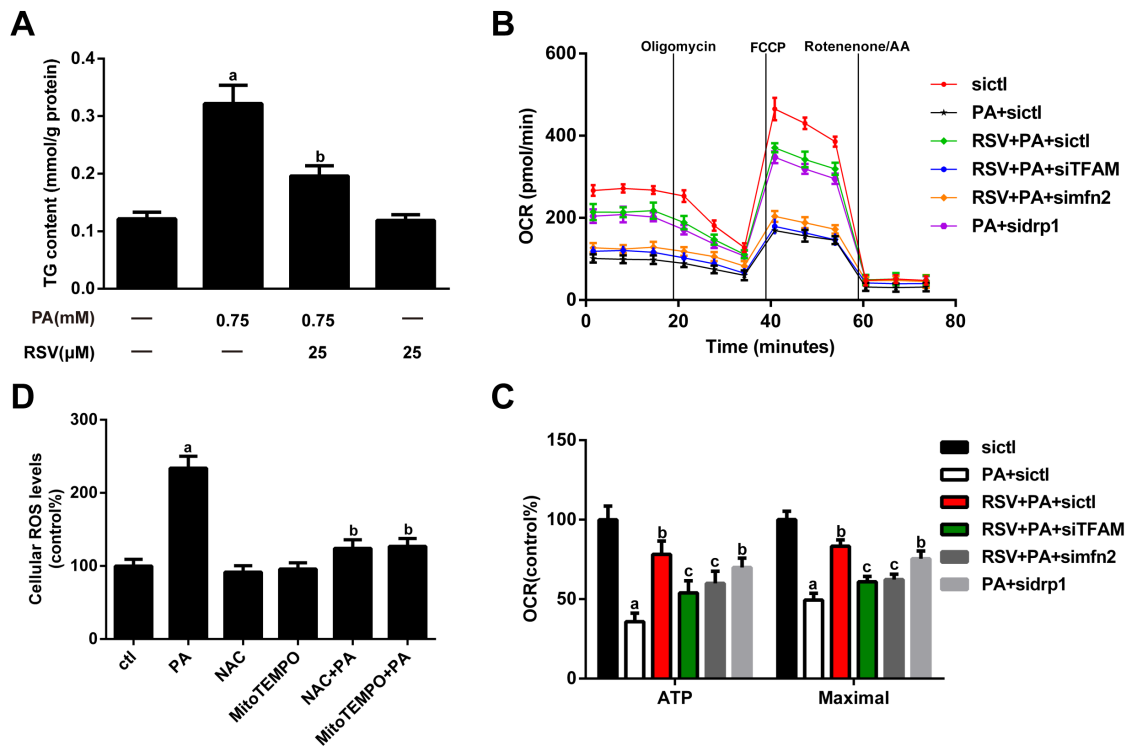 A
TG content (mmol/g protein)
0.4
0.3
0.2
0.1
0.0
a
b
PA(mM) — 0.75 0.75 —
RSV(μM) — — 25 25
B
OCR (pmol/min)
600
400
200
0
Oligomycin FCCP Rotenenone/AA
0 20 40 60 80
Time (minutes)
sictl
PA+sictl
RSV+PA+sictl
RSV+PA+siTFAM
RSV+PA+simfn2
PA+sidrp1
D
Cellular ROS levels
(control%)
300
200
100
0
a
b
b
ctl
PA
NAC
MitoTEMPO
NAC+PA
MitoTEMPO+PA
C
OCR(control%)
150
100
50
0
a b c c b
a b c c b
ATP Maximal
sictl
PA+sictl
RSV+PA+sictl
RSV+PA+siTFAM
RSV+PA+simfn2
PA+sidrp1